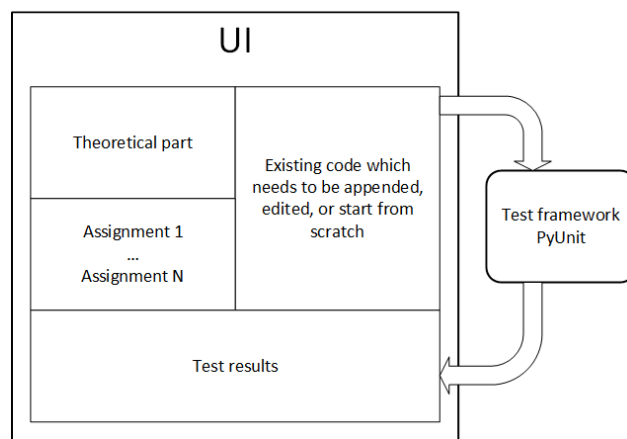 UI
Theoretical part
Existing code which
needs to be appended,
edited, or start from
scratch
Assignment 1
...
Assignment N
Test framework
PyUnit
Test results